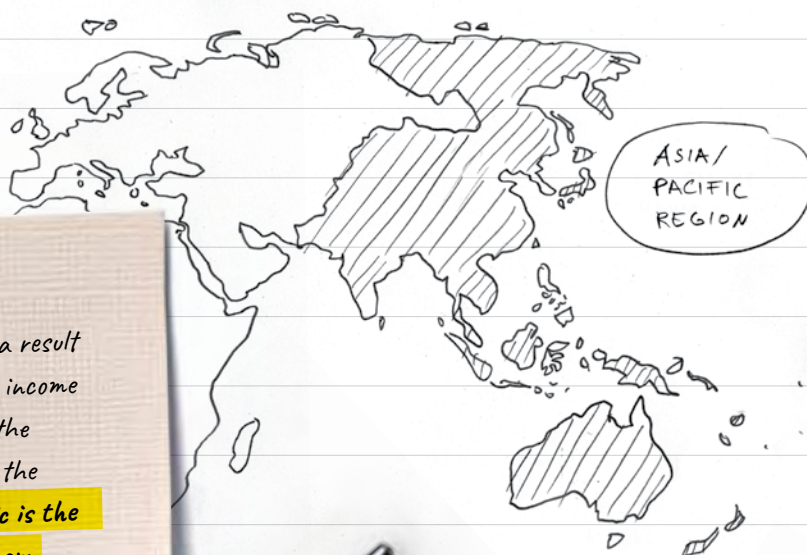 ASIA/
PACIFIC
REGION
a result
income
the
the
c is the